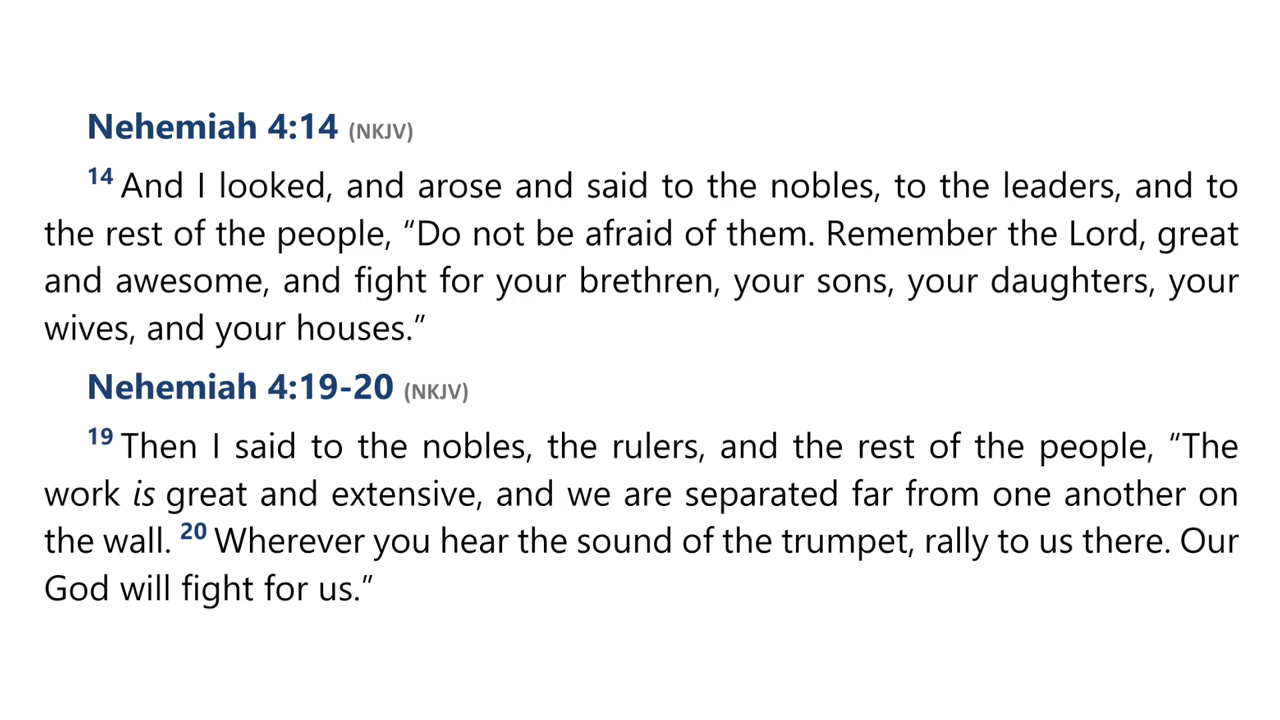 Nehemiah 4:14 (NKJV)
14 And I looked, and arose and said to the nobles, to the leaders, and to
the rest of the people, “Do not be afraid of them. Remember the Lord, great
and awesome, and fight for your brethren, your sons, your daughters, your
wives, and your houses.”
Nehemiah 4:19-20 (NKJV)
19 Then I said to the nobles, the rulers, and the rest of the people, “The
work is great and extensive, and we are separated far from one another on
the wall. 20 Wherever you hear the sound of the trumpet, rally to us there. Our
God will fight for us.”